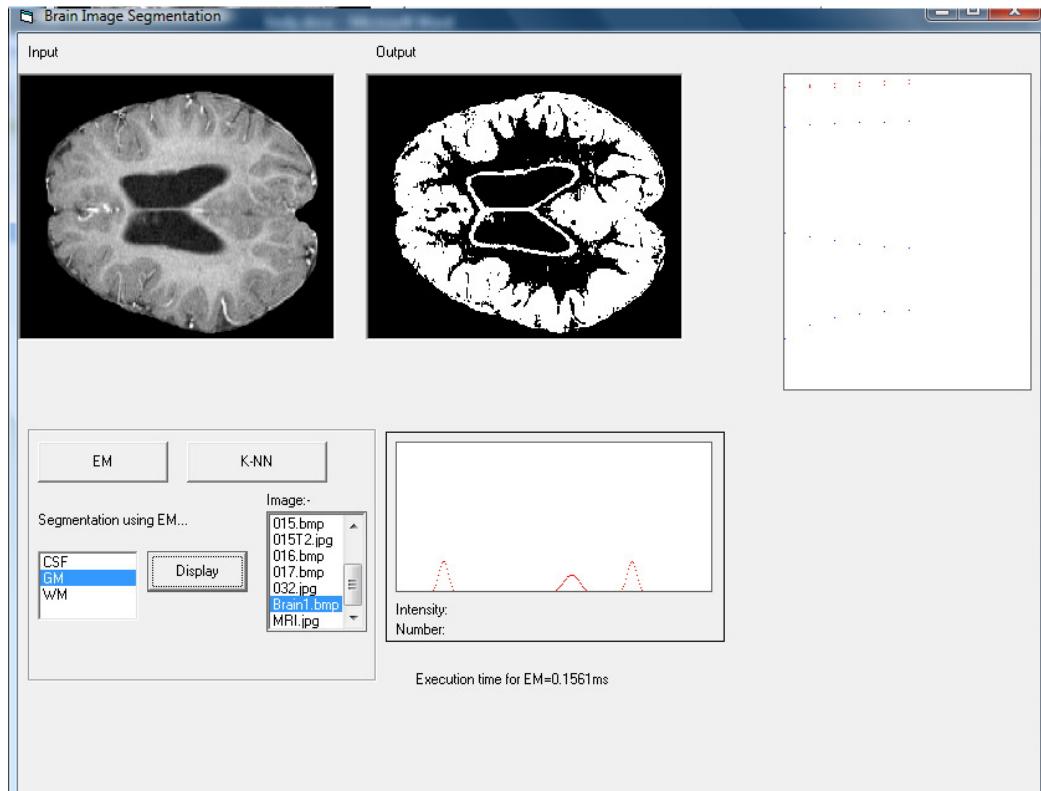 Brain Image Segmentation
Input
Output
EM
K-NN
Segmentation using EM...
Image:-
CSF
GM
WM
Display
015.bmp
015T2.jpg
016.bmp
017.bmp
032.jpg
Brain1.bmp
MRI.jpg
Intensity:
Number:
Execution time for EM=0.1561ms